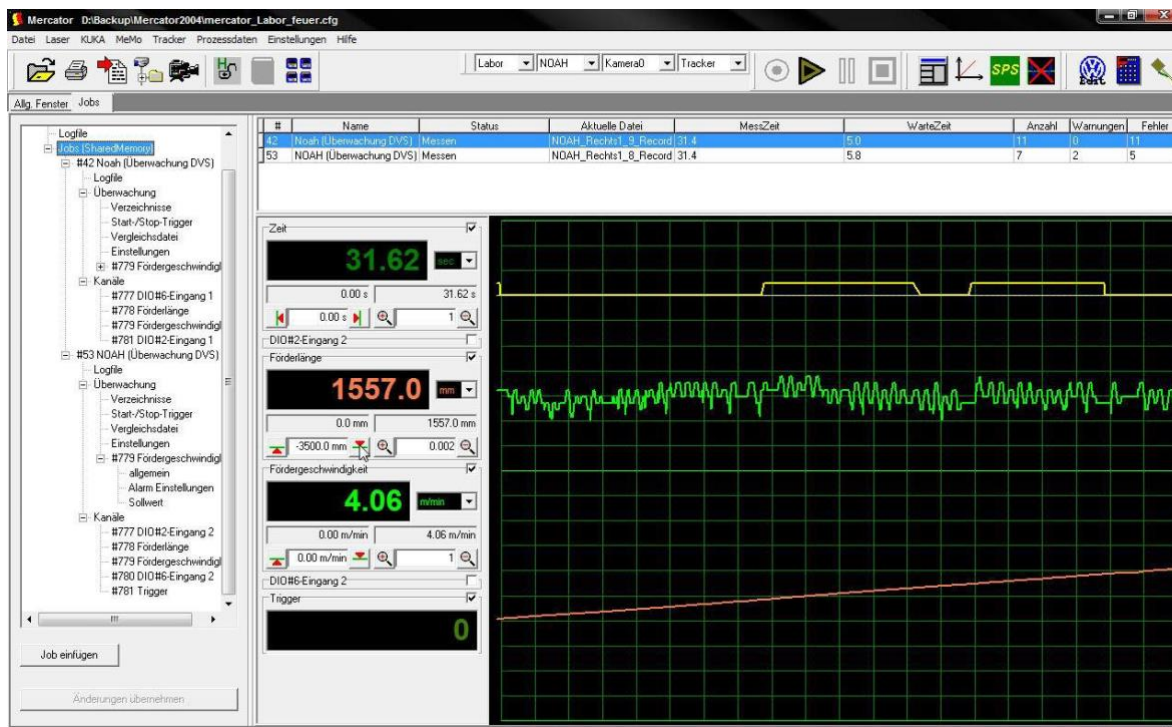 Mercator D:\Backup\Mercator2004\mercator_Labor_feuer.cfg
Datei Laser KUKA MeMo Tracker Prozessdaten Einstellungen Hilfe
Labor NOAH Kamera0 Tracker SPS Edit
Allg. Fenster Jobs
Logfile
Jobs [SharedMemory]
#42 Noah (Überwachung DVS)
Logfile
Überwachung
Verzeichnisse
Start-/Stop-Trigger
Vergleichsdatei
Einstellungen
#779 Fördergeschwindigl
Kanäle
#777 DIO#6-Eingang 1
#778 Förderlänge
#779 Fördergeschwindigl
#781 DIO#2-Eingang 1
#53 NOAH (Überwachung DVS)
Logfile
Überwachung
Verzeichnisse
Start-/Stop-Trigger
Vergleichsdatei
Einstellungen
#779 Fördergeschwindigl
allgemein
Alarm Einstellungen
Sollwert
Kanäle
#777 DIO#2-Eingang 2
#778 Förderlänge
#779 Fördergeschwindigl
#780 DIO#6-Eingang 2
#781 Trigger
Job einfügen
Änderungen übernehmen
# Name Status Aktuelle Datei MessZeit WarteZeit Anzahl Warnungen Fehler
42 Noah (Überwachung DVS) Messen NOAH_Rechts1_9_Record 31.4 5.0 11 0 11
53 NOAH (Überwachung DVS) Messen NOAH_Rechts1_8_Record 31.4 5.8 7 2 5
Zeit
31.62 sec
0.00 s 31.62 s
0.00 s 1
DIO#2-Eingang 2
Förderlänge
1557.0 mm
0.0 mm 1557.0 mm
-3500.0 mm 0.002
Fördergeschwindigkeit
4.06 m/min
0.00 m/min 4.06 m/min
0.00 m/min 1
DIO#6-Eingang 2
Trigger
0